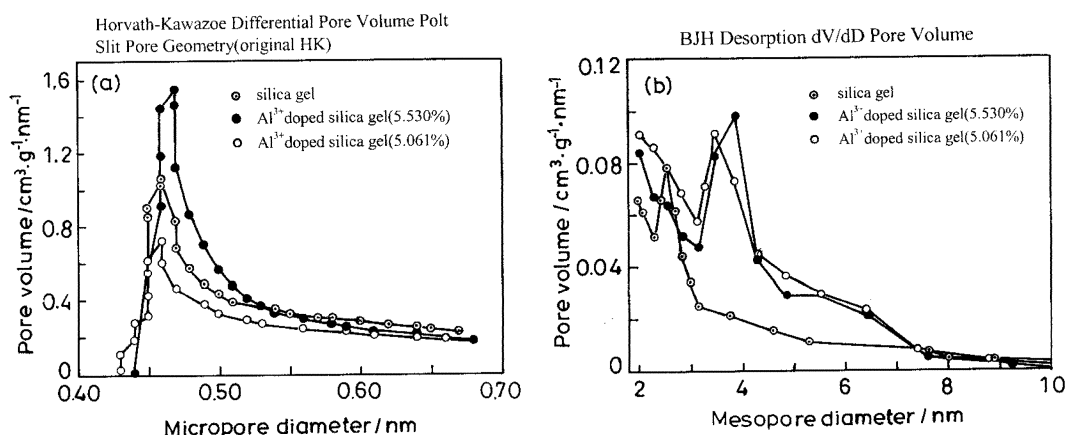 Horvath-Kawazoe Differential Pore Volume Polt
Slit Pore Geometry(original HK)
(a)
silica gel
Al³⁺doped silica gel(5.530%)
Al³⁺doped silica gel(5.061%)
1.6
1.2
0.8
0.4
0
Pore volume/cm³·g⁻¹nm⁻¹
0.40
0.50
0.60
0.70
Micropore diameter/nm
BJH Desorption dV/dD Pore Volume
(b)
silica gel
Al³⁺doped silica gel(5.530%)
Al³⁺doped silica gel(5.061%)
0.12
0.08
0.04
0
Pore volume/cm³·g⁻¹·nm⁻¹
2
4
6
8
10
Mesopore diameter/nm